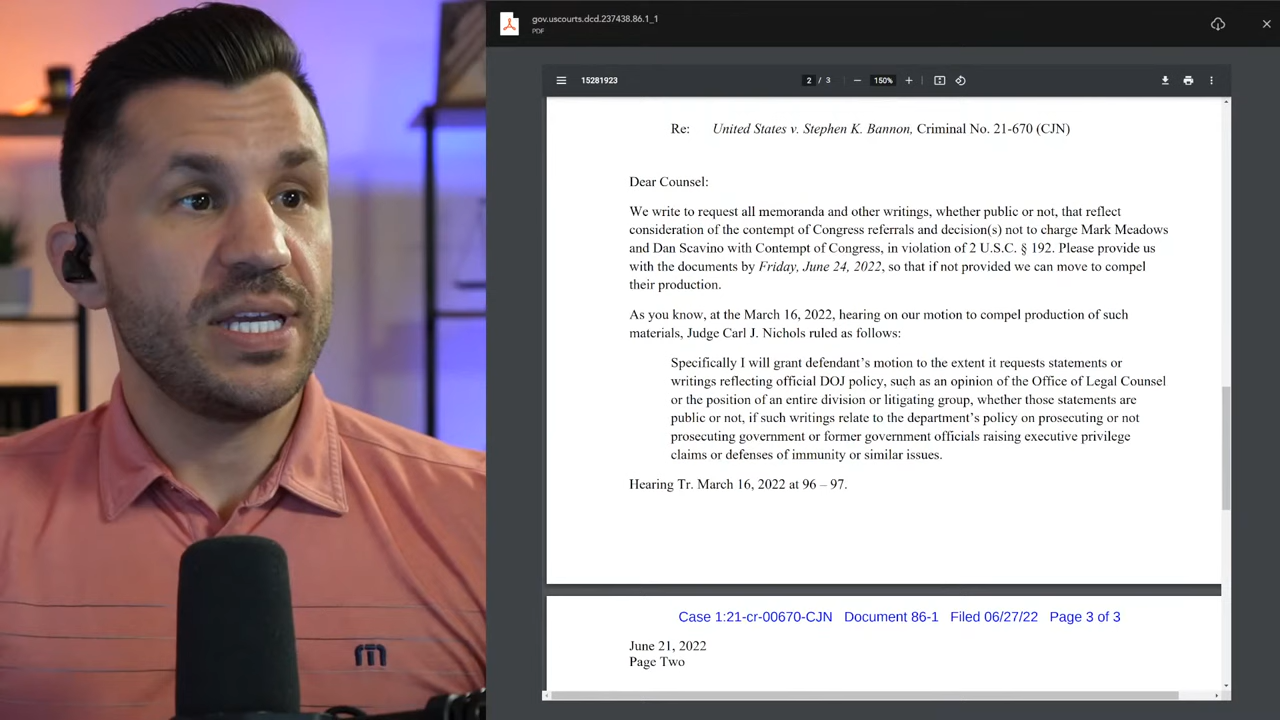 gov.uscourts.dcd.237438.86.1_1
PDF
15281923
2 / 3
150%
Re: United States v. Stephen K. Bannon, Criminal No. 21-670 (CJN)
Dear Counsel:
We write to request all memoranda and other writings, whether public or not, that reflect
consideration of the contempt of Congress referrals and decision(s) not to charge Mark Meadows
and Dan Scavino with Contempt of Congress, in violation of 2 U.S.C. § 192. Please provide us
with the documents by Friday, June 24, 2022, so that if not provided we can move to compel
their production.
As you know, at the March 16, 2022, hearing on our motion to compel production of such
materials, Judge Carl J. Nichols ruled as follows:
Specifically I will grant defendant’s motion to the extent it requests statements or
writings reflecting official DOJ policy, such as an opinion of the Office of Legal Counsel
or the position of an entire division or litigating group, whether those statements are
public or not, if such writings relate to the department’s policy on prosecuting or not
prosecuting government or former government officials raising executive privilege
claims or defenses of immunity or similar issues.
Hearing Tr. March 16, 2022 at 96 – 97.
Case 1:21-cr-00670-CJN Document 86-1 Filed 06/27/22 Page 3 of 3
June 21, 2022
Page Two